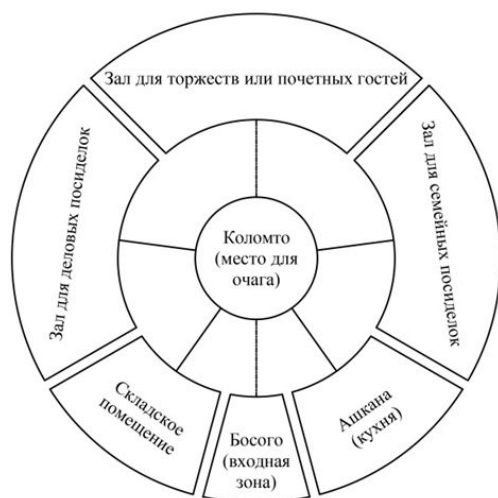 Зал для торжеств или почетных гостей
Зал для деловых посиделок
Зал для семейных посиделок
Коломто
(место для
очага)
Складское
помещение
Босого
(входная
зона)
Ашкана
(кухня)